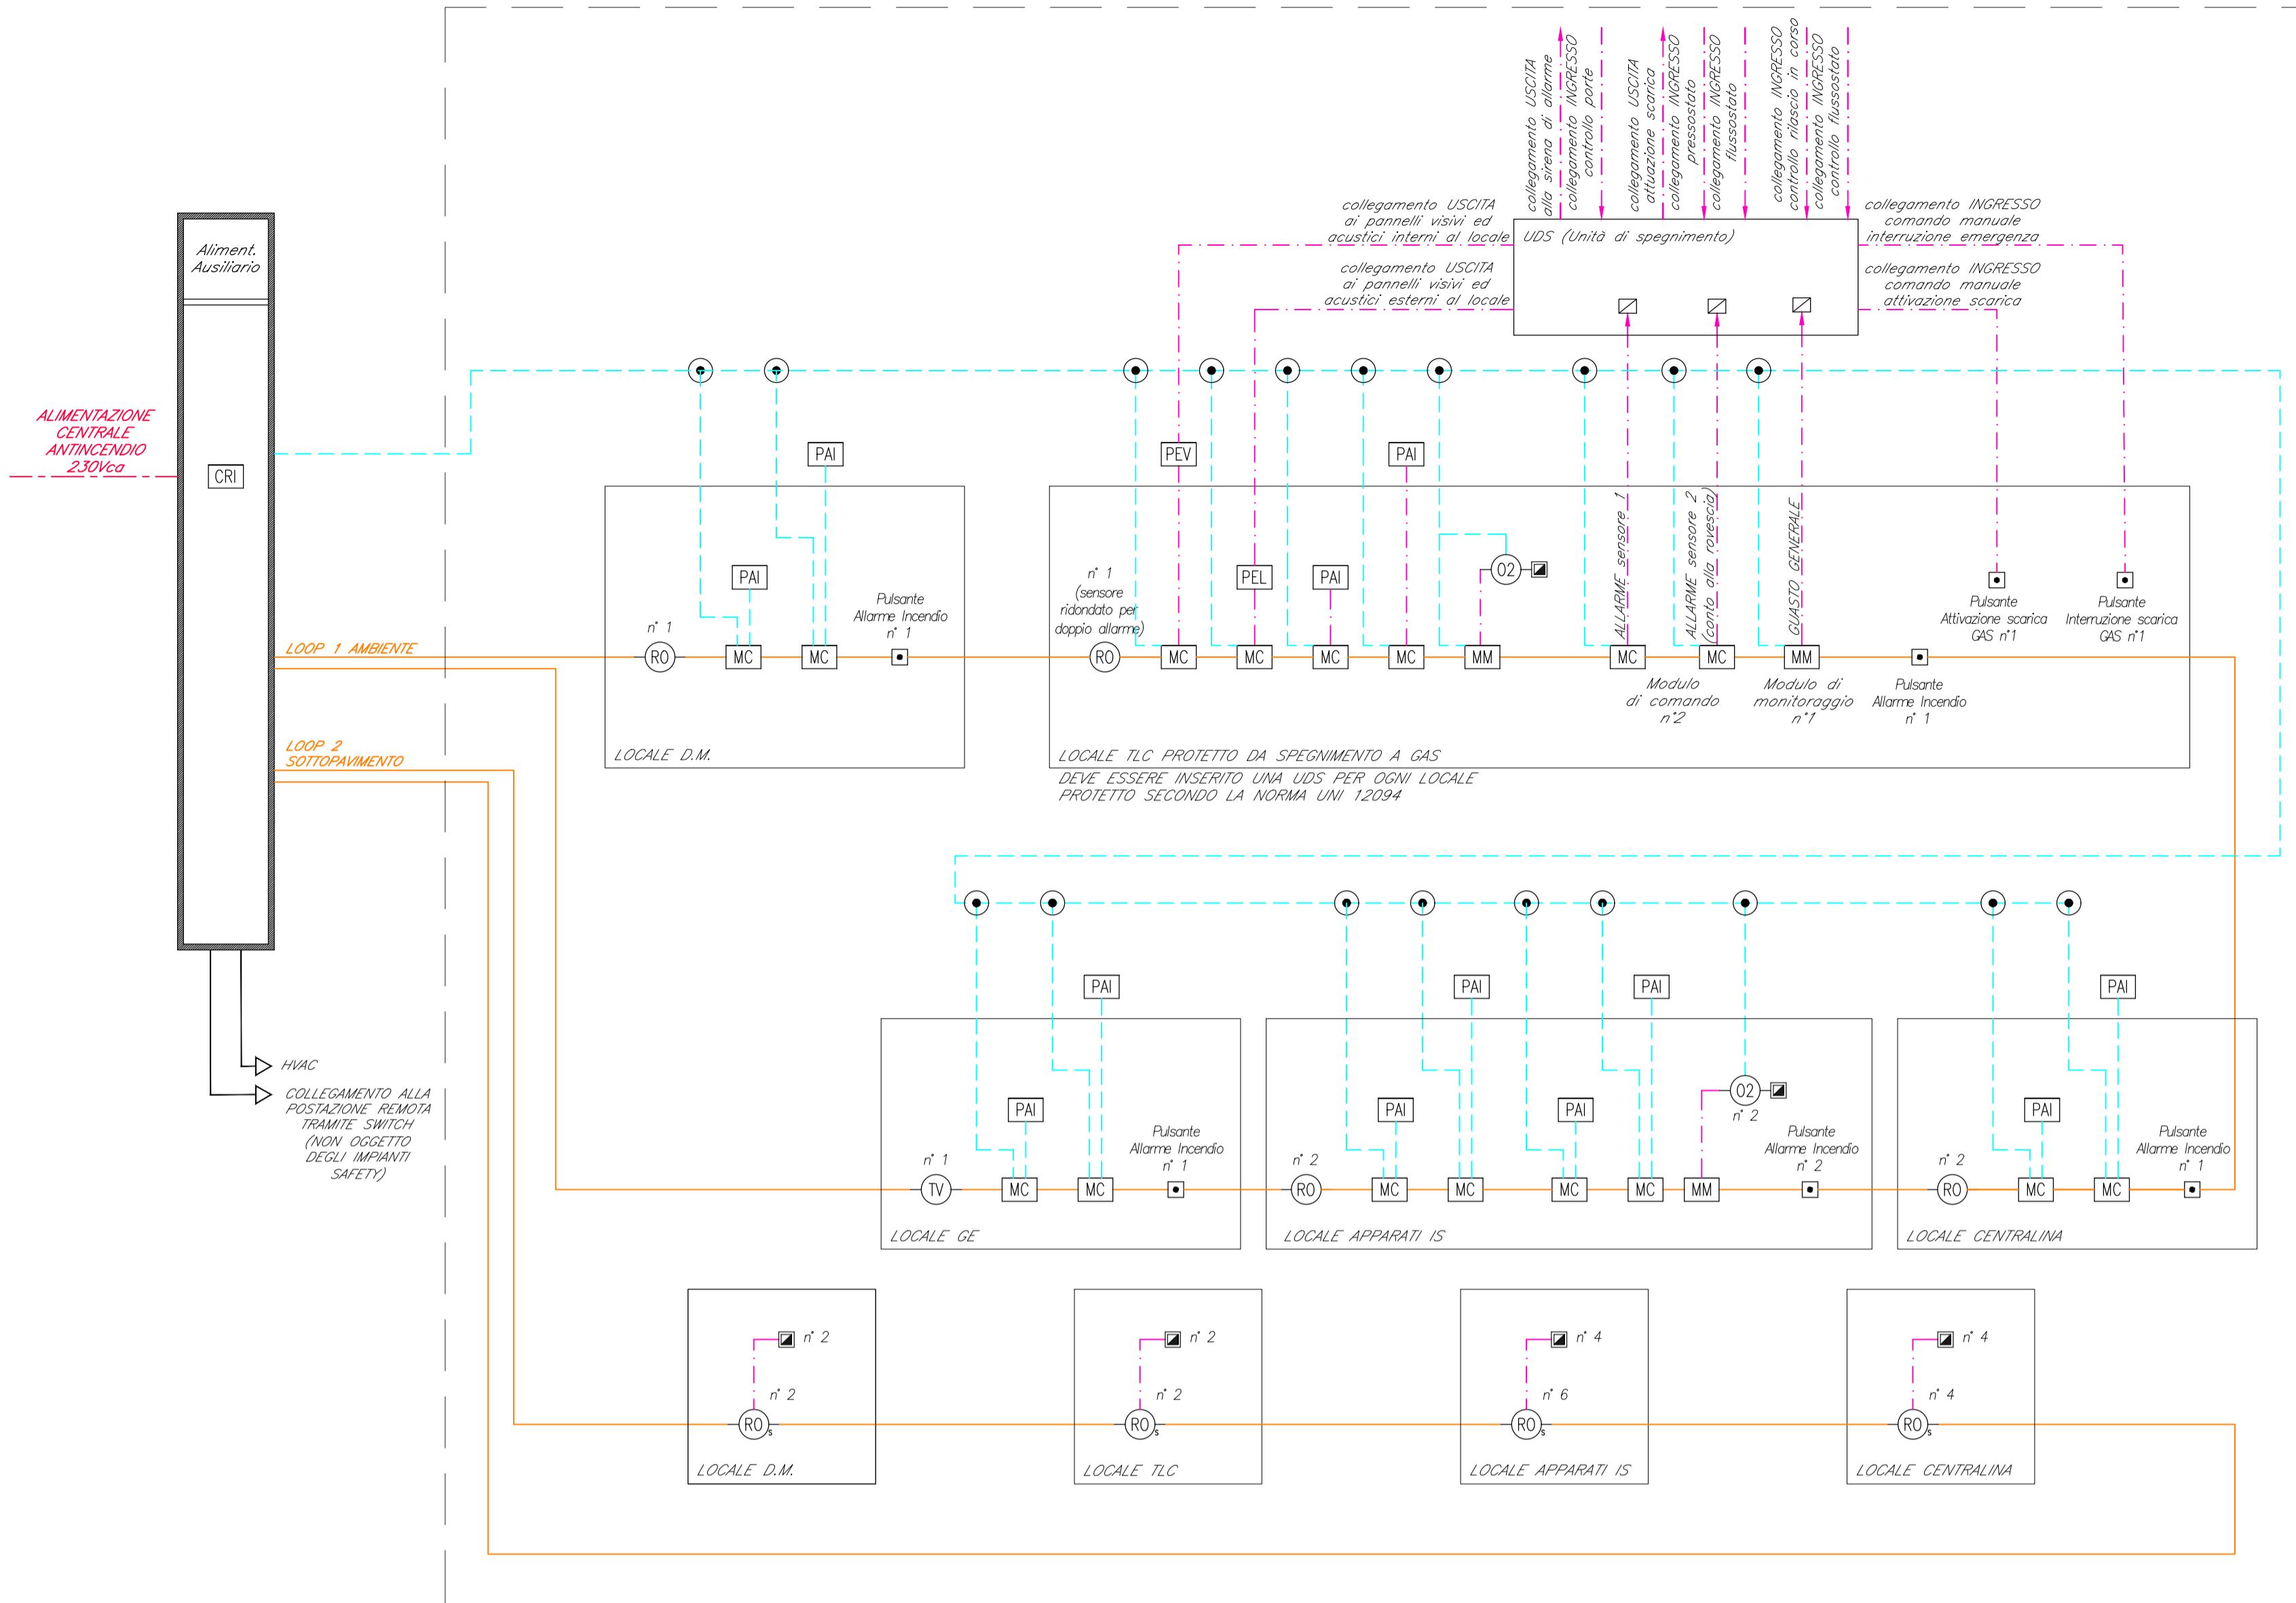 collegamento USCITA
alla sirena di allarme
collegamento INGRESSO
controllo porte
collegamento USCITA
attuazione scarica
collegamento INGRESSO
pressostato
collegamento INGRESSO
flussostato
collegamento INGRESSO
controllo rilascio in corso
collegamento INGRESSO
controllo flussostato
collegamento USCITA
ai pannelli visivi ed
acustici interni al locale
collegamento USCITA
ai pannelli visivi ed
acustici esterni al locale
UDS (Unità di spegnimento)
collegamento INGRESSO
comando manuale
interruzione emergenza
collegamento INGRESSO
comando manuale
attivazione scarica
Aliment.
Ausiliario
CRI
ALIMENTAZIONE
CENTRALE
ANTINCENDIO
230Vca
LOOP 1 AMBIENTE
LOOP 2
SOTTOPAVIMENTO
HVAC
COLLEGAMENTO ALLA
POSTAZIONE REMOTA
TRAMITE SWITCH
(NON OGGETTO
DEGLI IMPIANTI
SAFETY)
PAI
PAI
n° 1
RO
MC
MC
Pulsante
Allarme Incendio
n° 1
LOCALE D.M.
PEV
PAI
PEL
PAI
n° 1
(sensore
ridondato per
doppio allarme)
RO
MC
MC
MC
MC
MM
O2
ALLARME sensore 1
ALLARME sensore 2
(conto alla rovescia)
GUASTO GENERALE
MC
MC
MM
Modulo
di comando
n°2
Modulo di
monitoraggio
n°1
Pulsante
Allarme Incendio
n° 1
Pulsante
Attivazione scarica
GAS n°1
Pulsante
Interruzione scarica
GAS n°1
LOCALE TLC PROTETTO DA SPEGNIMENTO A GAS
DEVE ESSERE INSERITO UNA UDS PER OGNI LOCALE
PROTETTO SECONDO LA NORMA UNI 12094
PAI
PAI
n° 1
TV
MC
MC
Pulsante
Allarme Incendio
n° 1
LOCALE GE
PAI
PAI
PAI
PAI
n° 2
RO
MC
MC
MC
MC
MM
O2
n° 2
Pulsante
Allarme Incendio
n° 2
LOCALE APPARATI IS
PAI
PAI
n° 2
RO
MC
MC
Pulsante
Allarme Incendio
n° 1
LOCALE CENTRALINA
n° 2
n° 2
RO s
LOCALE D.M.
n° 2
n° 2
RO s
LOCALE TLC
n° 4
n° 6
RO s
LOCALE APPARATI IS
n° 4
n° 4
RO s
LOCALE CENTRALINA